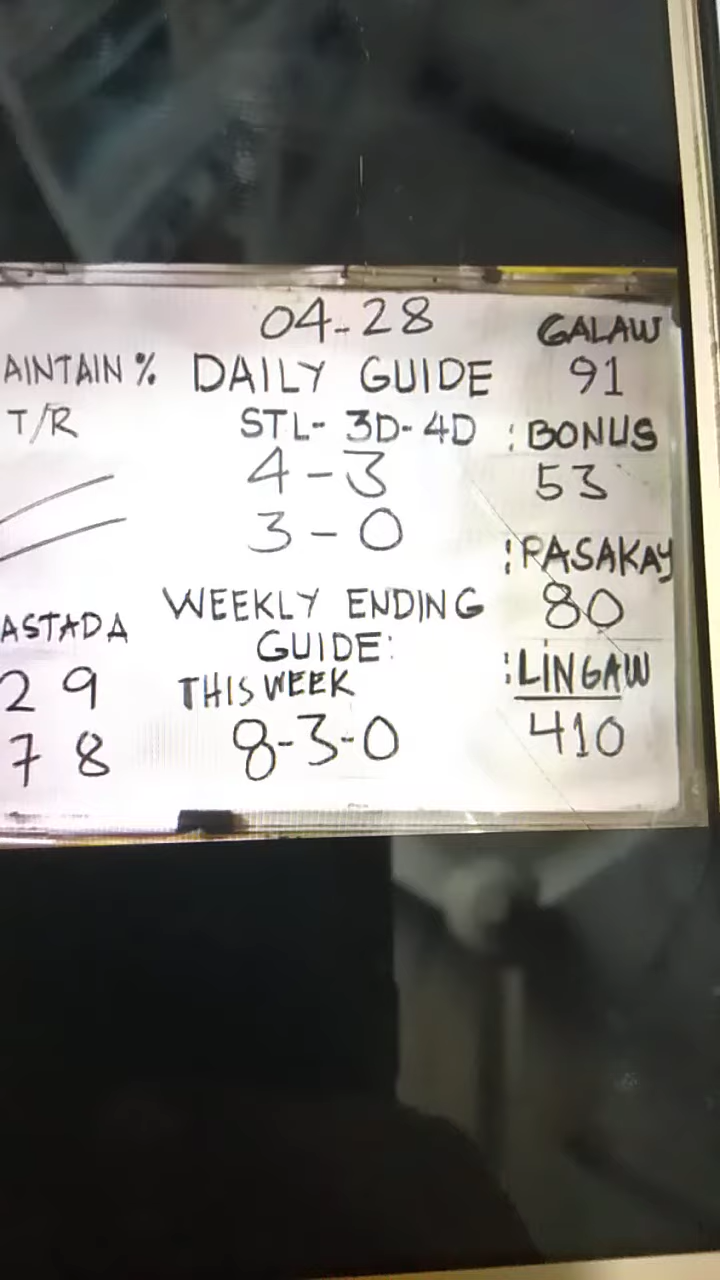 04-28
AINTAIN %
T/R
ASTADA
2 9
7 8
DAILY GUIDE
STL- 3D-4D
4-3
3-0
WEEKLY ENDING
GUIDE:
THIS WEEK
8-3-0
GALAW
91
:BONUS
53
:PASAKAY
80
:LINGAW
410